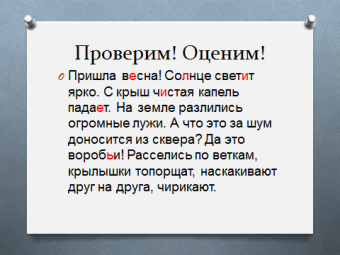 Проверим! Оценим!
Пришла весна! Солнце светит
ярко. С крыш чистая капель
падает. На земле разлились
огромные лужи. А что это за шум
доносится из сквера? Да это
воробьи! Расселись по веткам,
крылышки топорщат, наскакивают
друг на друга, чирикают.